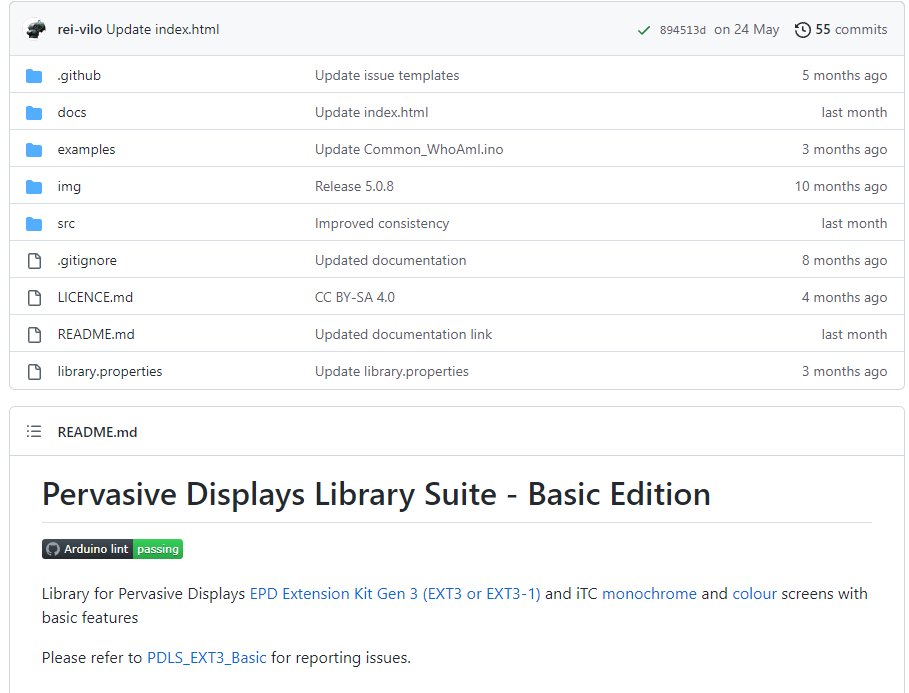 rei-vilo Update index.html 894513d on 24 May 55 commits
.github Update issue templates 5 months ago
docs Update index.html last month
examples Update Common_WhoAmI.ino 3 months ago
img Release 5.0.8 10 months ago
src Improved consistency last month
.gitignore Updated documentation 8 months ago
LICENCE.md CC BY-SA 4.0 4 months ago
README.md Updated documentation link last month
library.properties Update library.properties 3 months ago
README.md
Pervasive Displays Library Suite - Basic Edition
Arduino lint passing
Library for Pervasive Displays EPD Extension Kit Gen 3 (EXT3 or EXT3-1) and iTC monochrome and colour screens with
basic features
Please refer to PDLS_EXT3_Basic for reporting issues.